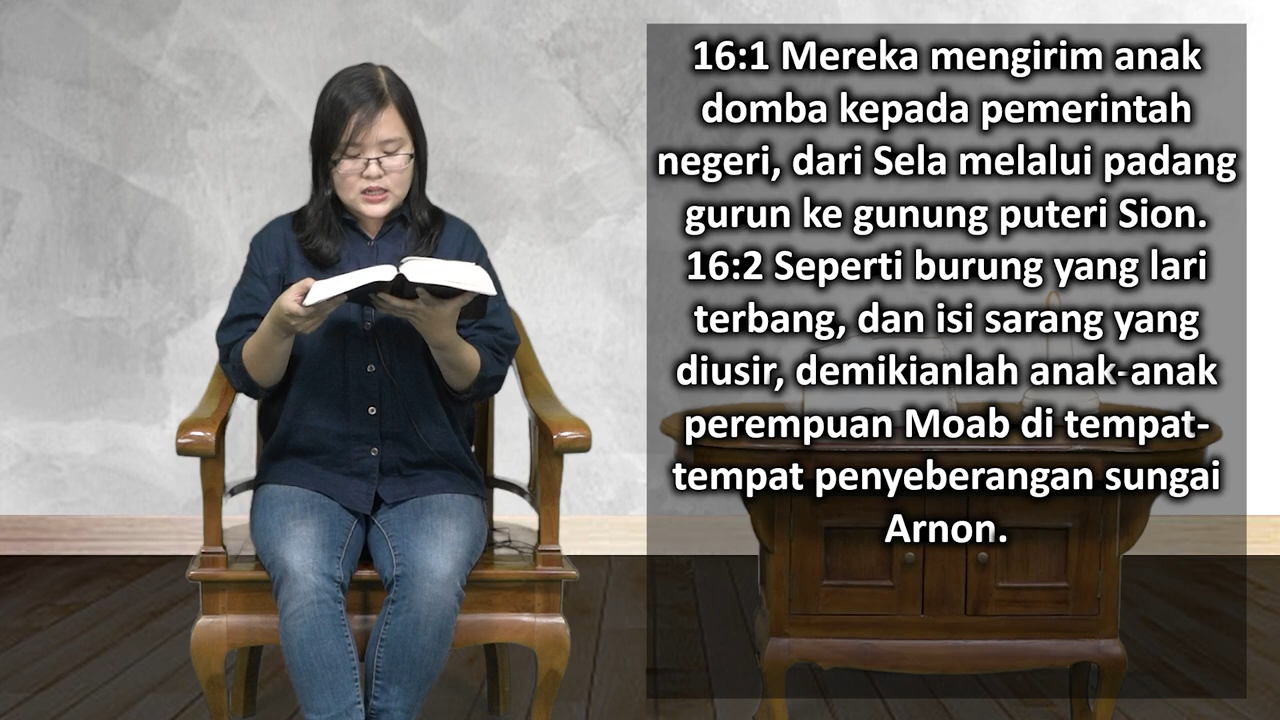 16:1 Mereka mengirim anak
domba kepada pemerintah
negeri, dari Sela melalui padang
gurun ke gunung puteri Sion.
16:2 Seperti burung yang lari
terbang, dan isi sarang yang
diusir, demikianlah anak-anak
perempuan Moab di tempat-
tempat penyeberangan sungai
Arnon.